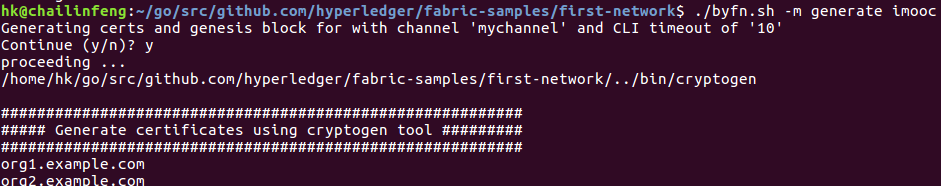 hk@chailinfeng:~/go/src/github.com/hyperledger/fabric-samples/first-network$ ./byfn.sh -m generate imooc
Generating certs and genesis block for with channel 'mychannel' and CLI timeout of '10'
Continue (y/n)? y
proceeding ...
/home/hk/go/src/github.com/hyperledger/fabric-samples/first-network/../bin/cryptogen
##########################################################
##### Generate certificates using cryptogen tool #########
##########################################################
org1.example.com
org2.example.com